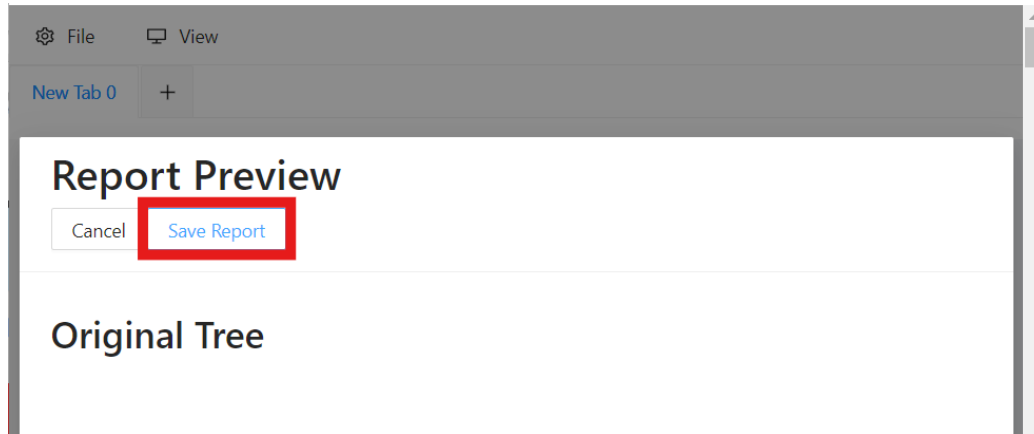 File View
New Tab 0 +
Report Preview
Cancel Save Report
Original Tree